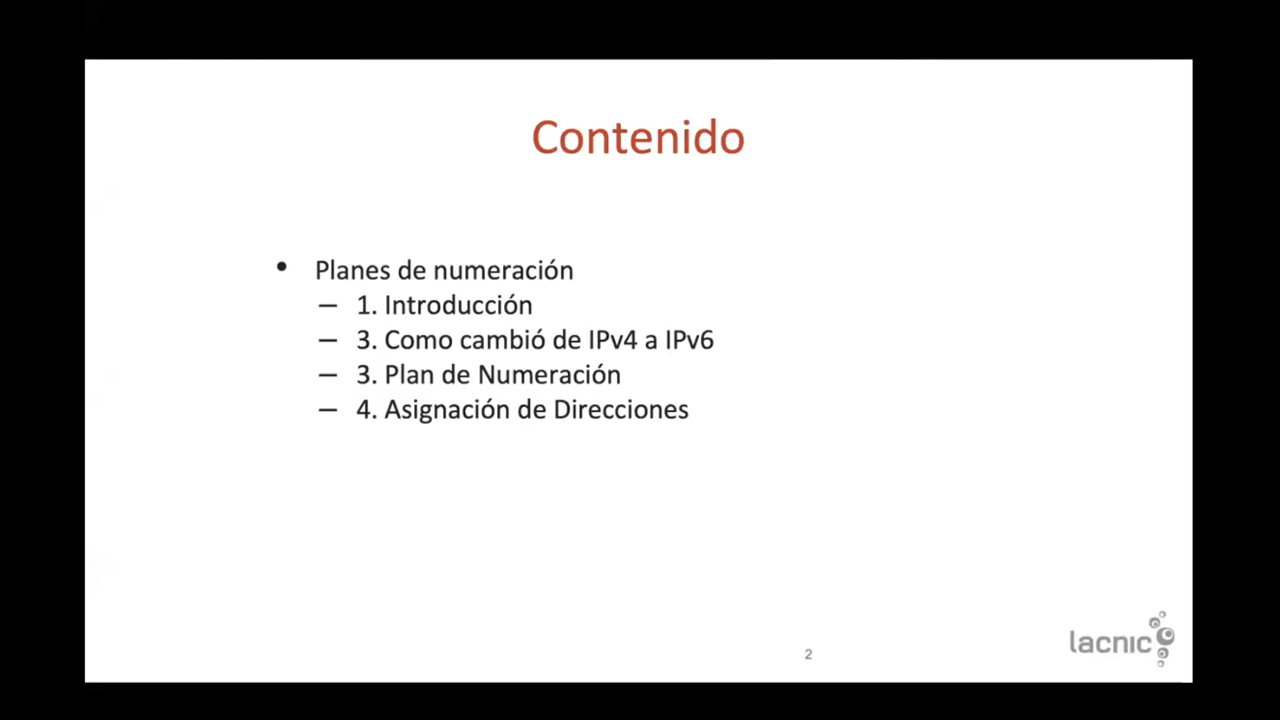 Contenido
• Planes de numeración
– 1. Introducción
– 3. Como cambió de IPv4 a IPv6
– 3. Plan de Numeración
– 4. Asignación de Direcciones
2
lacnic